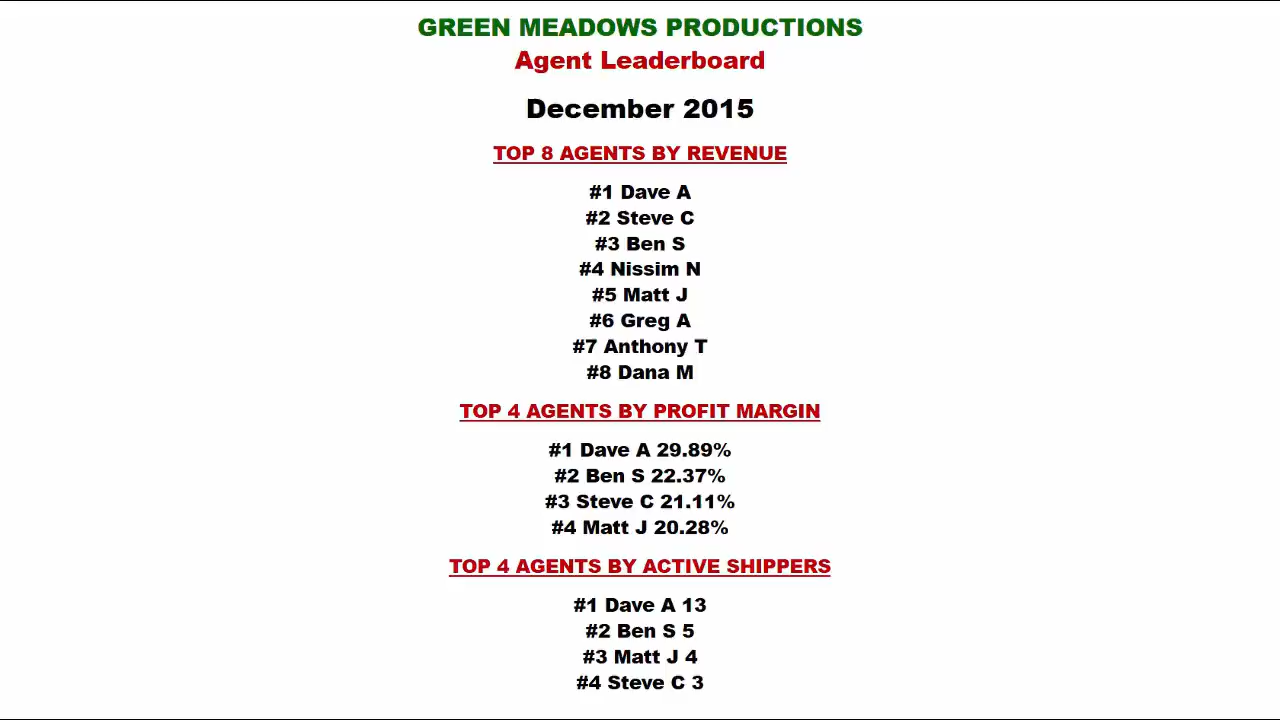 GREEN MEADOWS PRODUCTIONS
Agent Leaderboard
December 2015
TOP 8 AGENTS BY REVENUE
#1 Dave A
#2 Steve C
#3 Ben S
#4 Nissim N
#5 Matt J
#6 Greg A
#7 Anthony T
#8 Dana M
TOP 4 AGENTS BY PROFIT MARGIN
#1 Dave A 29.89%
#2 Ben S 22.37%
#3 Steve C 21.11%
#4 Matt J 20.28%
TOP 4 AGENTS BY ACTIVE SHIPPERS
#1 Dave A 13
#2 Ben S 5
#3 Matt J 4
#4 Steve C 3